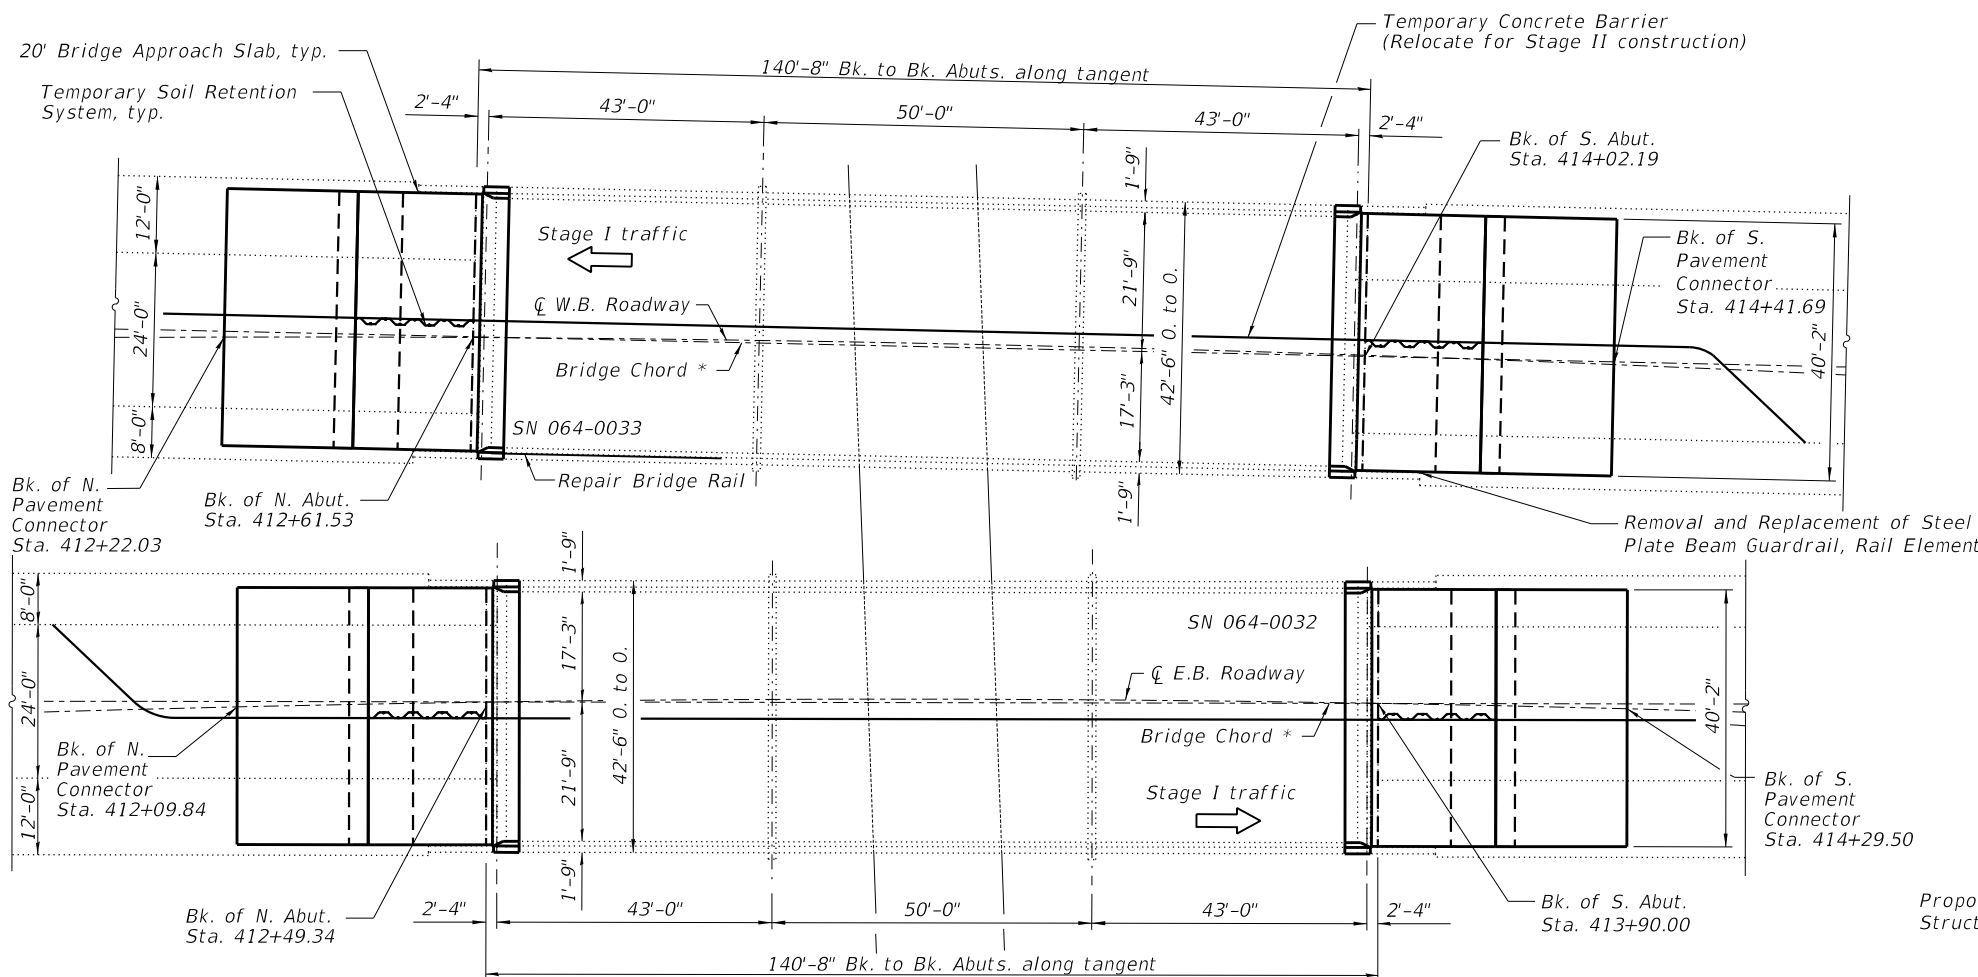 Temporary Concrete Barrier
(Relocate for Stage II construction)
20' Bridge Approach Slab, typ.
Temporary Soil Retention
System, typ.
140'-8" Bk. to Bk. Abuts. along tangent
2'-4"
43'-0"
50'-0"
43'-0"
2'-4"
Bk. of S. Abut.
Sta. 414+02.19
1'-9"
12'-0"
24'-0"
8'-0"
Stage I traffic
℄ W.B. Roadway
Bridge Chord *
SN 064-0033
Repair Bridge Rail
21'-9"
17'-3"
42'-6" O. to O.
1'-9"
Bk. of S.
Pavement
Connector
Sta. 414+41.69
40'-2"
Bk. of N.
Pavement
Connector
Sta. 412+22.03
Bk. of N. Abut.
Sta. 412+61.53
Removal and Replacement of Steel
Plate Beam Guardrail, Rail Element
8'-0"
24'-0"
12'-0"
1'-9"
17'-3"
21'-9"
1'-9"
42'-6" O. to O.
SN 064-0032
℄ E.B. Roadway
Bridge Chord *
Stage I traffic
40'-2"
Bk. of N.
Pavement
Connector
Sta. 412+09.84
Bk. of S.
Pavement
Connector
Sta. 414+29.50
Bk. of N. Abut.
Sta. 412+49.34
2'-4"
43'-0"
50'-0"
43'-0"
2'-4"
Bk. of S. Abut.
Sta. 413+90.00
140'-8" Bk. to Bk. Abuts. along tangent
Propo
Struct